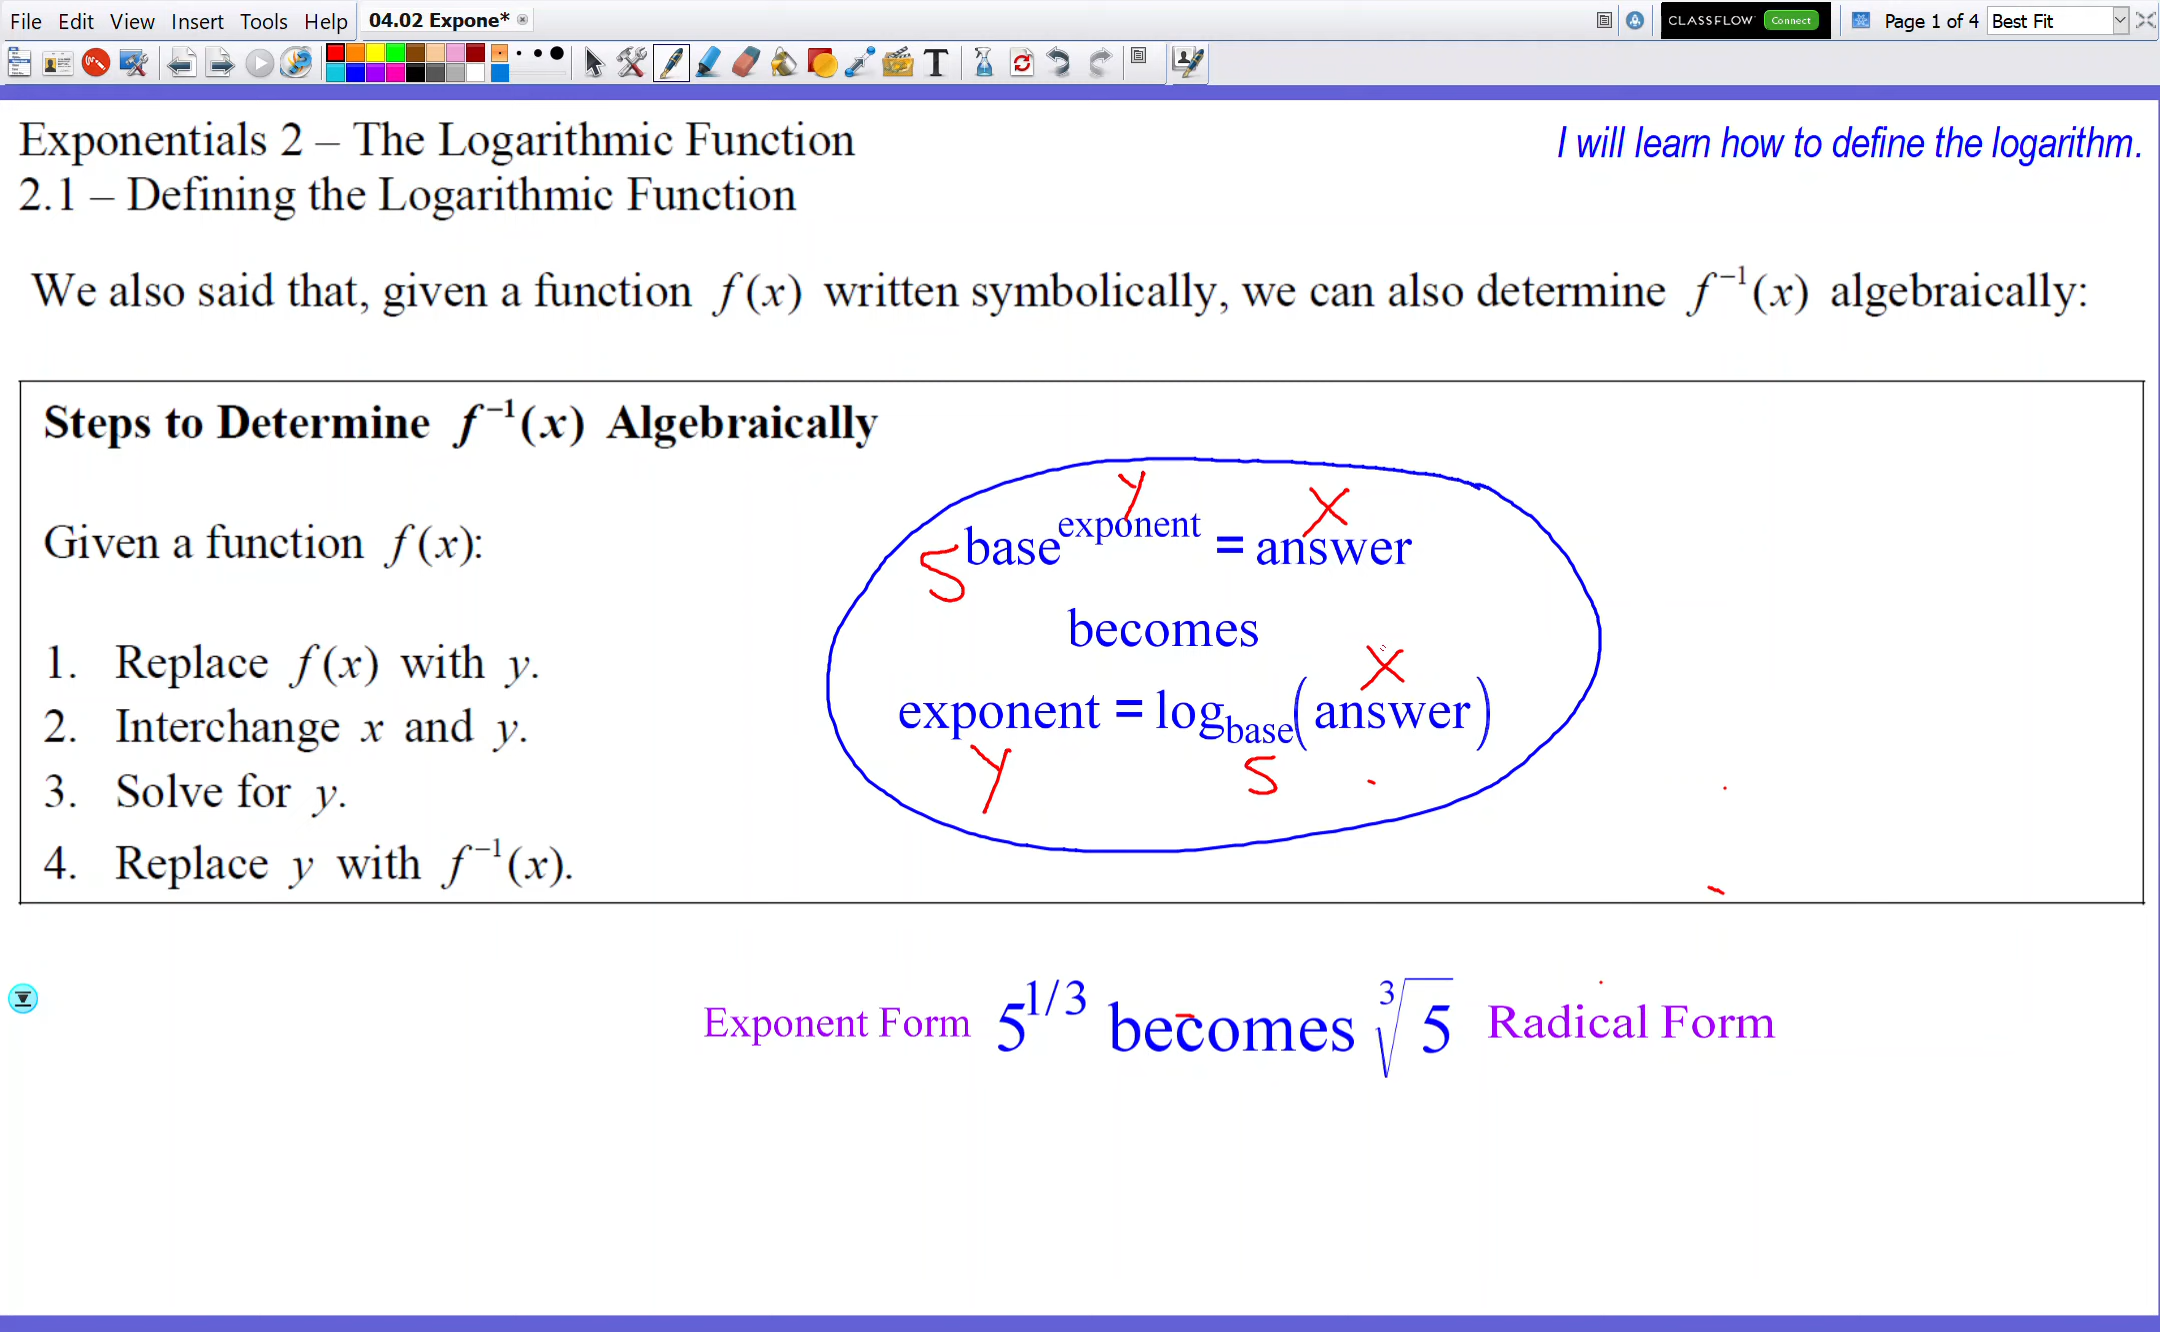 File Edit View Insert Tools Help 04.02 Expone* CLASSFLOW Connect Page 1 of 4 Best Fit
Exponentials 2 – The Logarithmic Function
I will learn how to define the logarithm.
2.1 – Defining the Logarithmic Function
We also said that, given a function f(x) written symbolically, we can also determine f⁻¹(x) algebraically:
Steps to Determine f⁻¹(x) Algebraically
Given a function f(x):
1. Replace f(x) with y.
2. Interchange x and y.
3. Solve for y.
4. Replace y with f⁻¹(x).
y x
base^exponent = answer
5
becomes
x
exponent = log_base(answer)
y 5
Exponent Form 5^1/3 becomes ∛5 Radical Form